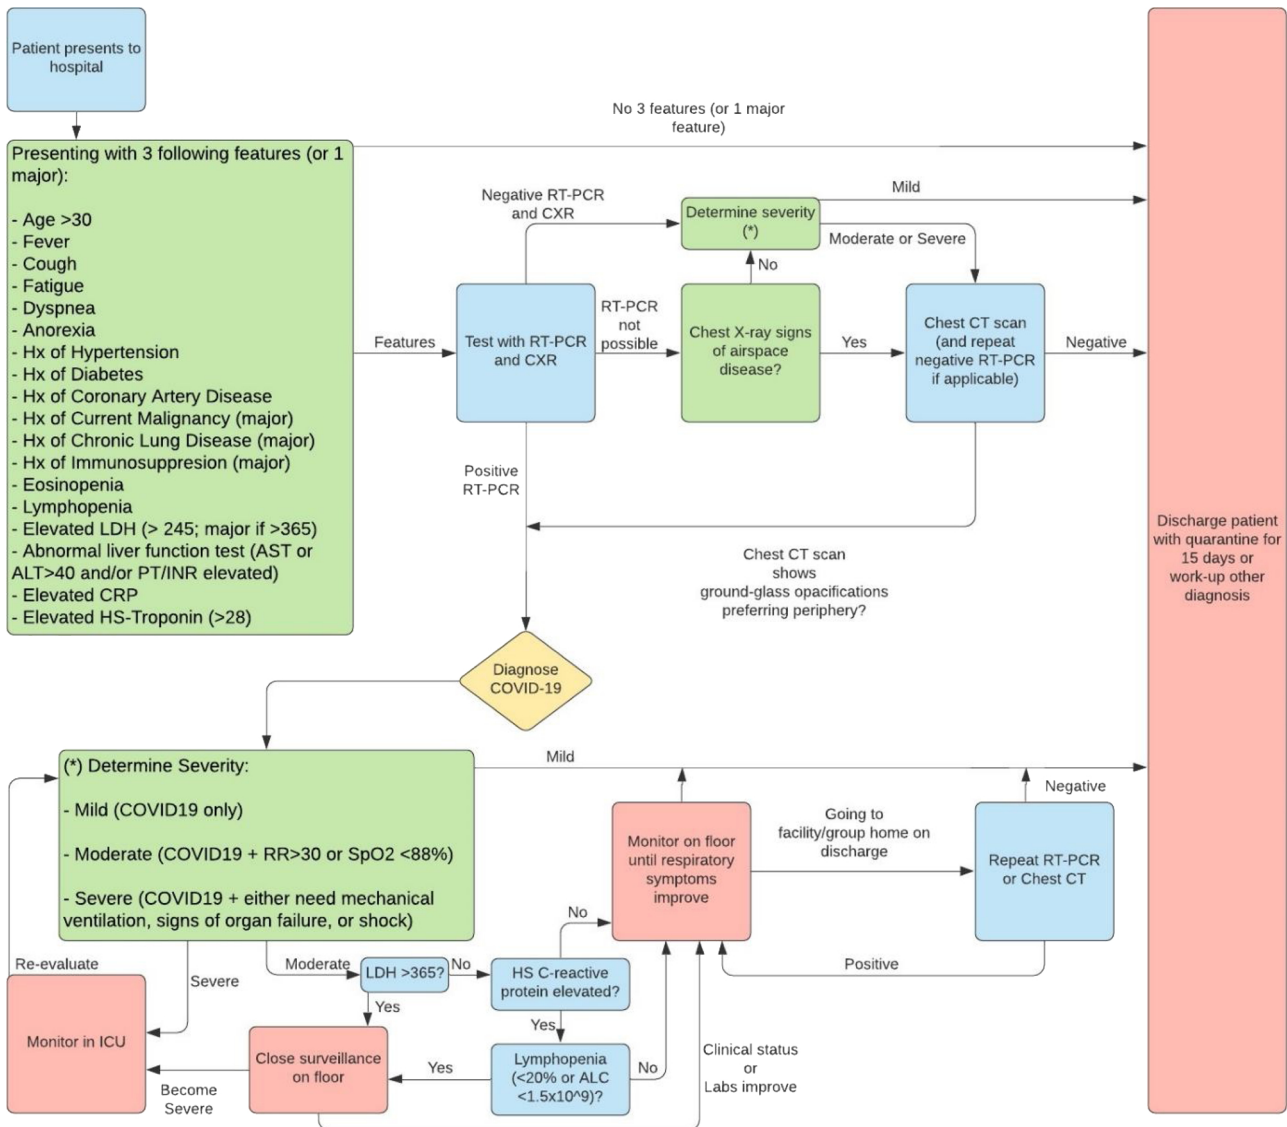 Patient presents to
hospital
No 3 features (or 1 major
feature)
Presenting with 3 following features (or 1
major):
- Age >30
- Fever
- Cough
- Fatigue
- Dyspnea
- Anorexia
- Hx of Hypertension
- Hx of Diabetes
- Hx of Coronary Artery Disease
- Hx of Current Malignancy (major)
- Hx of Chronic Lung Disease (major)
- Hx of Immunosuppresion (major)
- Eosinopenia
- Lymphopenia
- Elevated LDH (> 245; major if >365)
- Abnormal liver function test (AST or
ALT>40 and/or PT/INR elevated)
- Elevated CRP
- Elevated HS-Troponin (>28)
Features
Test with RT-PCR
and CXR
Negative RT-PCR
and CXR
Determine severity
(*)
Mild
Moderate or Severe
No
RT-PCR
not
possible
Chest X-ray signs
of airspace
disease?
Yes
Chest CT scan
(and repeat
negative RT-PCR
if applicable)
Negative
Positive
RT-PCR
Chest CT scan
shows
ground-glass opacifications
preferring periphery?
Discharge patient
with quarantine for
15 days or
work-up other
diagnosis
Diagnose
COVID-19
(*) Determine Severity:
- Mild (COVID19 only)
- Moderate (COVID19 + RR>30 or SpO2 <88%)
- Severe (COVID19 + either need mechanical
ventilation, signs of organ failure, or shock)
Mild
Monitor on floor
until respiratory
symptoms
improve
Going to
facility/group home on
discharge
Negative
Repeat RT-PCR
or Chest CT
Positive
Re-evaluate
Severe
Moderate
LDH >365?
No
HS C-reactive
protein elevated?
No
Yes
Yes
Monitor in ICU
Become
Severe
Close surveillance
on floor
Yes
Lymphopenia
(<20% or ALC
<1.5x10^9)?
No
Clinical status
or
Labs improve